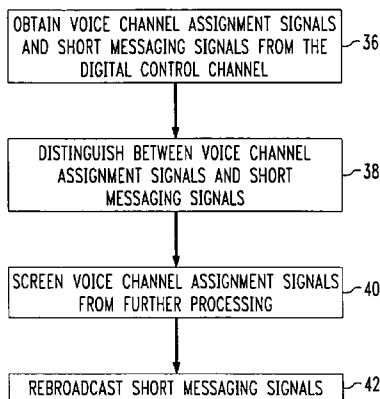 OBTAIN VOICE CHANNEL ASSIGNMENT SIGNALS
AND SHORT MESSAGING SIGNALS FROM THE
DIGITAL CONTROL CHANNEL
36
DISTINGUISH BETWEEN VOICE CHANNEL
ASSIGNMENT SIGNALS AND SHORT
MESSAGING SIGNALS
38
SCREEN VOICE CHANNEL ASSIGNMENT SIGNALS
FROM FURTHER PROCESSING
40
REBROADCAST SHORT MESSAGING SIGNALS
42